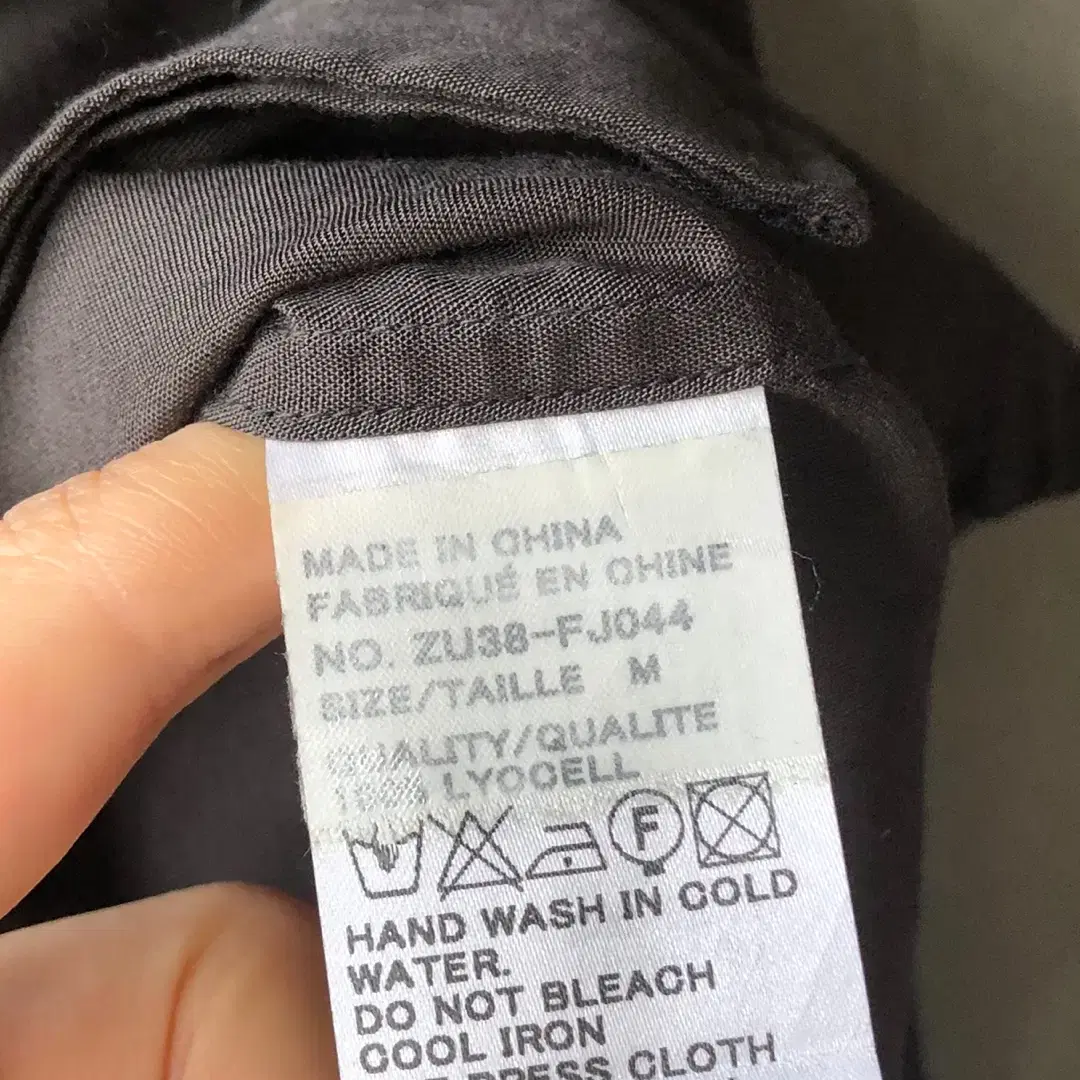 MADE IN CHINA
FABRIQUÉ EN CHINE
NO. ZU38-FJ044
SIZE/TAILLE M
QUALITY/QUALITE
LYOCELL
F
HAND WASH IN COLD
WATER.
DO NOT BLEACH
COOL IRON
PRESS CLOTH